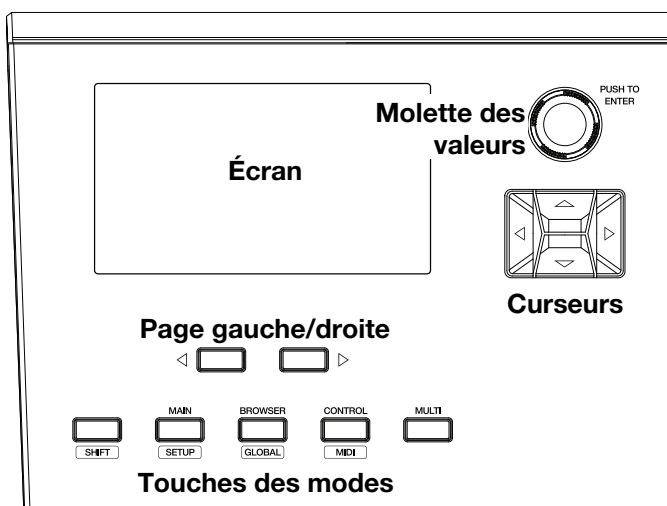 PUSH TO
ENTER
Molette des
valeurs
Écran
Curseurs
Page gauche/droite
MAIN
BROWSER
CONTROL
MULTI
SHIFT
SETUP
GLOBAL
MIDI
Touches des modes